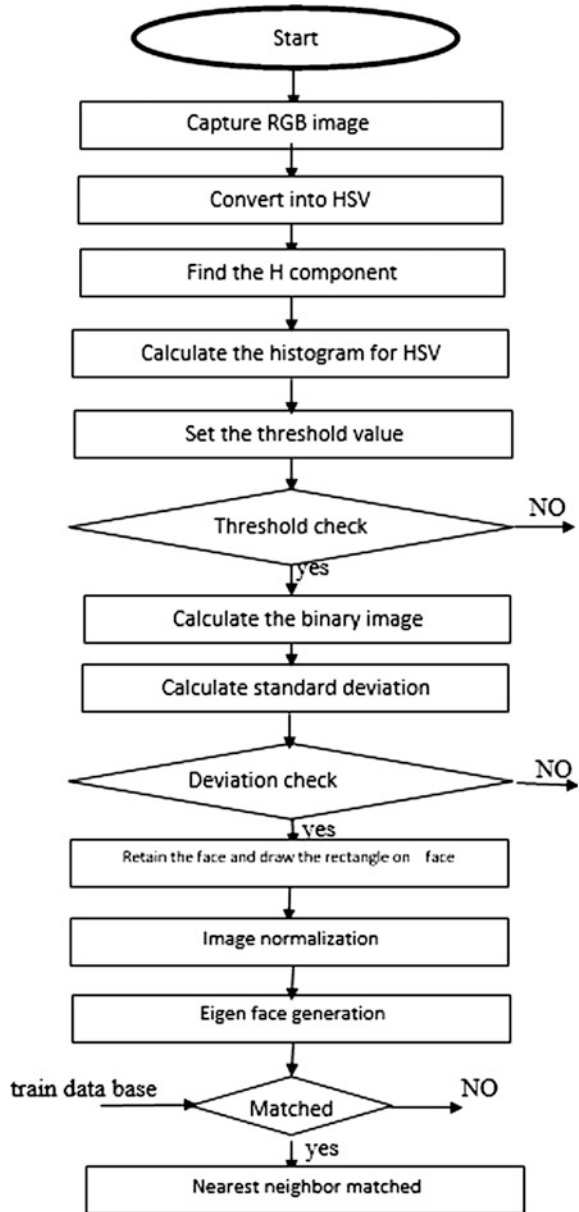 Start
Capture RGB image
Convert into HSV
Find the H component
Calculate the histogram for HSV
Set the threshold value
Threshold check
NO
yes
Calculate the binary image
Calculate standard deviation
Deviation check
NO
yes
Retain the face and draw the rectangle on face
Image normalization
Eigen face generation
train data base
Matched
NO
yes
Nearest neighbor matched